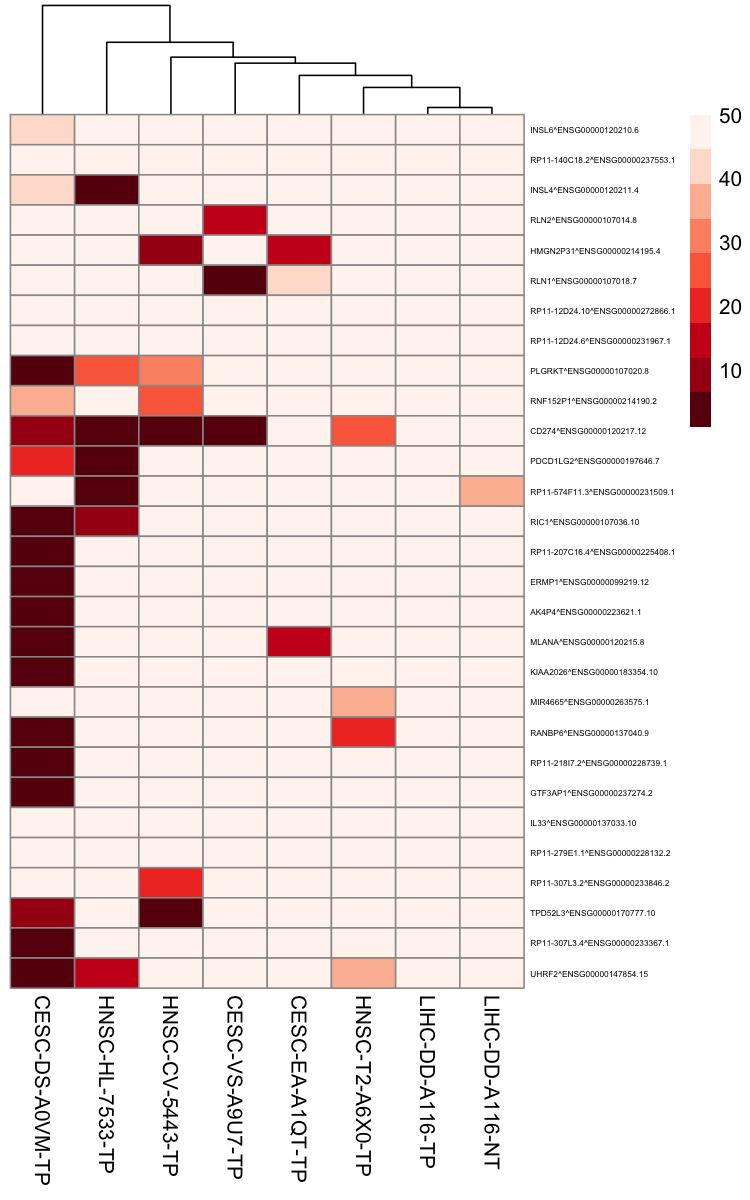 50
40
30
20
10
INSL6^ENSG00000120210.6
RP11-140C18.2^ENSG00000237553.1
INSL4^ENSG00000120211.4
RLN2^ENSG00000107014.8
HMGN2P31^ENSG00000214195.4
RLN1^ENSG00000107018.7
RP11-12D24.10^ENSG00000272866.1
RP11-12D24.6^ENSG00000231967.1
PLGRKT^ENSG00000107020.8
RNF152P1^ENSG00000214190.2
CD274^ENSG00000120217.12
PDCD1LG2^ENSG00000197646.7
RP11-574F11.3^ENSG00000231509.1
RIC1^ENSG00000107036.10
RP11-207C16.4^ENSG00000225408.1
ERMP1^ENSG00000099219.12
AK4P4^ENSG00000223621.1
MLANA^ENSG00000120215.8
KIAA2026^ENSG00000183354.10
MIR4665^ENSG00000263575.1
RANBP6^ENSG00000137040.9
RP11-218I7.2^ENSG00000228739.1
GTF3AP1^ENSG00000237274.2
IL33^ENSG00000137033.10
RP11-279E1.1^ENSG00000228132.2
RP11-307L3.2^ENSG00000233846.2
TPD52L3^ENSG00000170777.10
RP11-307L3.4^ENSG00000233367.1
UHRF2^ENSG00000147854.15
CESC-DS-A0VM-TP
HNSC-HL-7533-TP
HNSC-CV-5443-TP
CESC-VS-A9U7-TP
CESC-EA-A1QT-TP
HNSC-T2-A6X0-TP
LIHC-DD-A116-TP
LIHC-DD-A116-NT